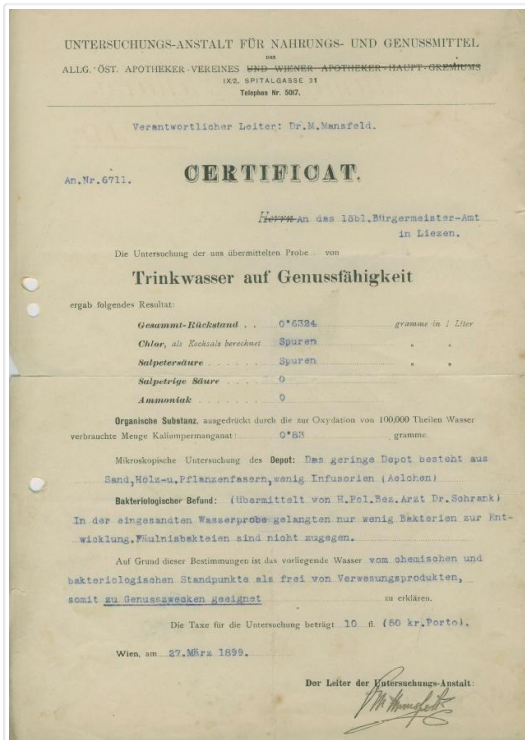 UNTERSUCHUNGS-ANSTALT FÜR NAHRUNGS- UND GENUSSMITTEL
DES
ALLG. ÖST. APOTHEKER-VEREINES UND WIENER APOTHEKER-HAUPT-GREMIUMS
IX/2, SPITALGASSE 31
Telephon Nr. 5017.
Verantwortlicher Leiter: Dr.M.Mansfeld.
An.Nr.6711.
CERTIFICAT.
Herrn An das löbl.Bürgermeister-Amt
in Liezen.
Die Untersuchung der uns übermittelten Probe von
Trinkwasser auf Genussfähigkeit
ergab folgendes Resultat:
Gesammt-Rückstand . . 0*6324 gramme in 1 Liter
Chlor, als Kochsalz berechnet Spuren " "
Salpetersäure . . . . . Spuren " "
Salpetrige Säure . . . . 0
Ammoniak . . . . . . 0
Organische Substanz, ausgedrückt durch die zur Oxydation von 100,000 Theilen Wasser
verbrauchte Menge Kaliumpermanganat: 0*83 gramme
Mikroskopische Untersuchung des Depot: Das geringe Depot besteht aus
Sand,Holz-u.Pflanzenfasern,wenig Infusorien (Aelchen)
Bakteriologischer Befund: (übermittelt von H.Pol.Bez.Arzt Dr.Schrank)
In der eingesandten Wasserprobe gelangten nur wenig Bakterien zur Ent-
wicklung.Fäulnisbakteien sind nicht zugegen.
Auf Grund dieser Bestimmungen ist das vorliegende Wasser vom chemischen und
bakteriologischen Standpunkte als frei von Verwesungsprodukten,
somit zu Genusszwecken geeignet zu erklären.
Die Taxe für die Untersuchung beträgt 10 fl. (50 kr.Porto).
Wien, am 27.März 1899.
Der Leiter der Untersuchungs-Anstalt: